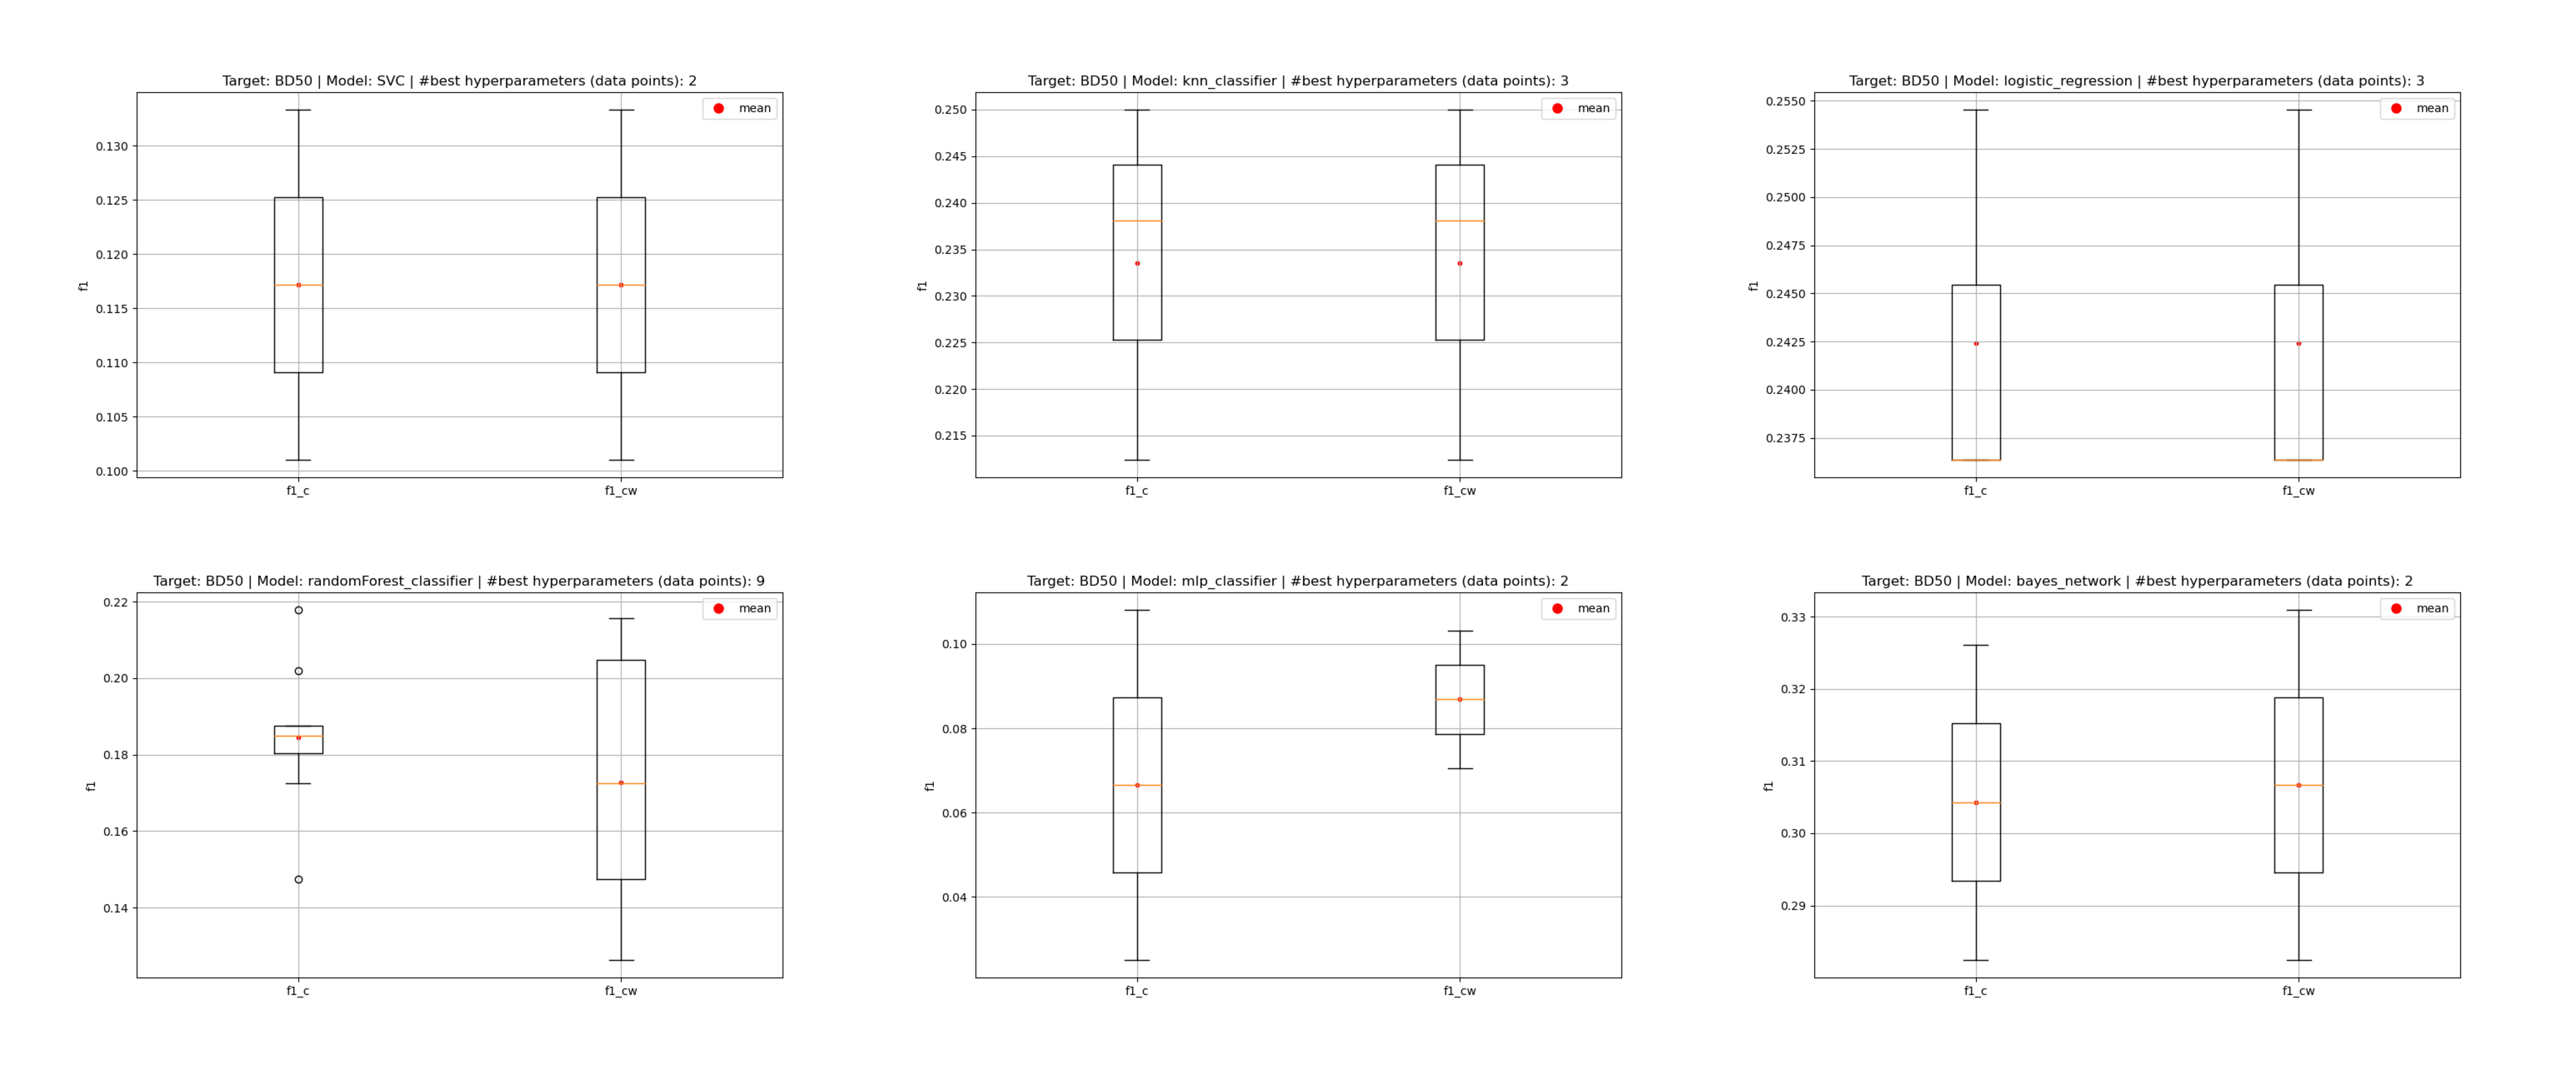 Target: BD50 | Model: SVC | #best hyperparameters (data points): 2
mean
0.130
0.125
0.120
0.115
0.110
0.105
0.100
f1
f1_c
f1_cw
Target: BD50 | Model: knn_classifier | #best hyperparameters (data points): 3
mean
0.250
0.245
0.240
0.235
0.230
0.225
0.220
0.215
f1
f1_c
f1_cw
Target: BD50 | Model: logistic_regression | #best hyperparameters (data points): 3
mean
0.2550
0.2525
0.2500
0.2475
0.2450
0.2425
0.2400
0.2375
f1
f1_c
f1_cw
Target: BD50 | Model: randomForest_classifier | #best hyperparameters (data points): 9
mean
0.22
0.20
0.18
0.16
0.14
f1
f1_c
f1_cw
Target: BD50 | Model: mlp_classifier | #best hyperparameters (data points): 2
mean
0.10
0.08
0.06
0.04
f1
f1_c
f1_cw
Target: BD50 | Model: bayes_network | #best hyperparameters (data points): 2
mean
0.33
0.32
0.31
0.30
0.29
f1
f1_c
f1_cw